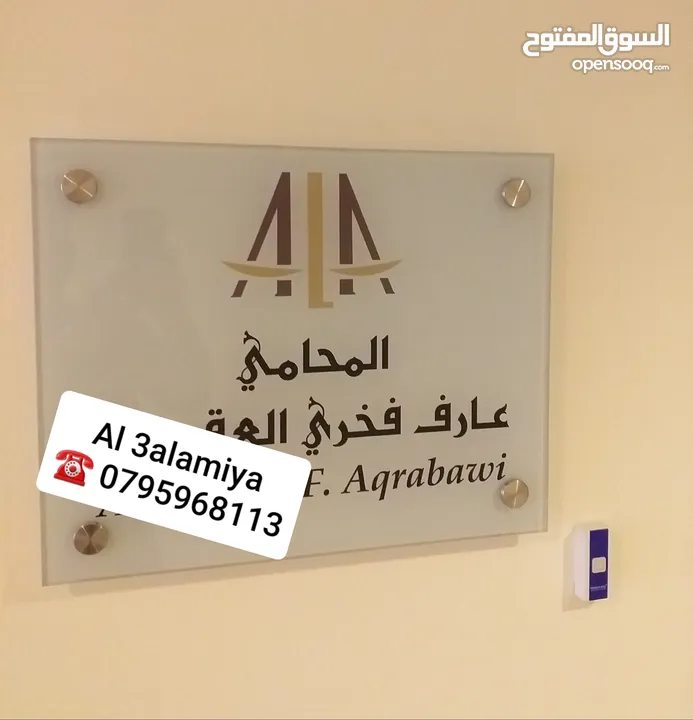 السوق المفتوح
opensooq.com
ALA
المحامي
عارف فخري
F. Aqrabawi
Al 3alamiya
☎️ 0795968113